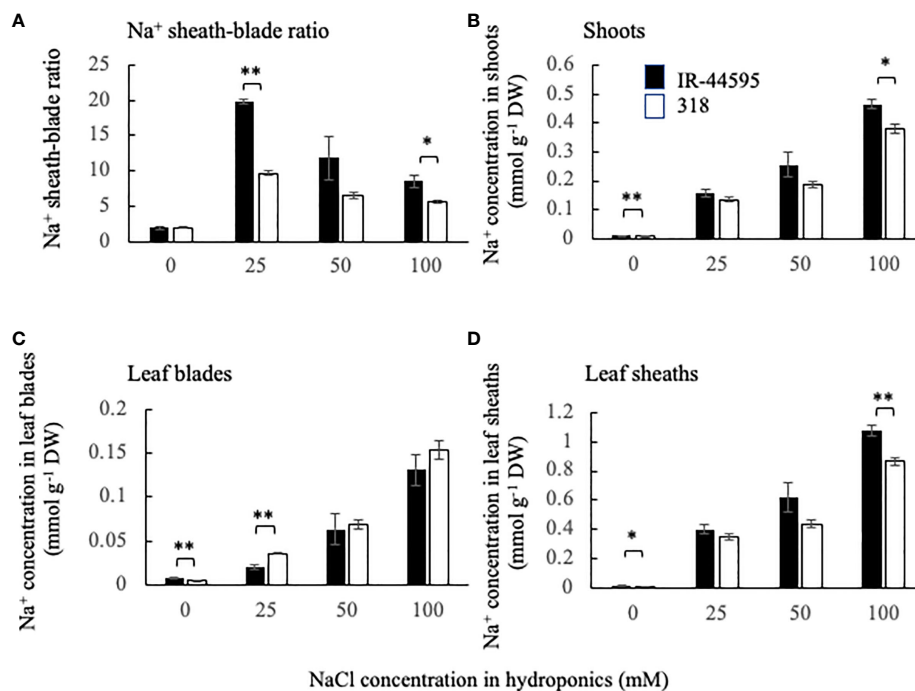 A
Na⁺ sheath-blade ratio
Na⁺ sheath-blade ratio
25
20
15
10
5
0
**
*
0 25 50 100
B
Shoots
Na⁺ concentration in shoots
(mmol g⁻¹ DW)
0.6
0.5
0.4
0.3
0.2
0.1
0
IR-44595
318
**
*
0 25 50 100
C
Leaf blades
Na⁺ concentration in leaf blades
(mmol g⁻¹ DW)
0.2
0.15
0.1
0.05
0
**
**
0 25 50 100
D
Leaf sheaths
Na⁺ concentration in leaf sheaths
(mmol g⁻¹ DW)
1.2
1
0.8
0.6
0.4
0.2
0
*
**
0 25 50 100
NaCl concentration in hydroponics (mM)